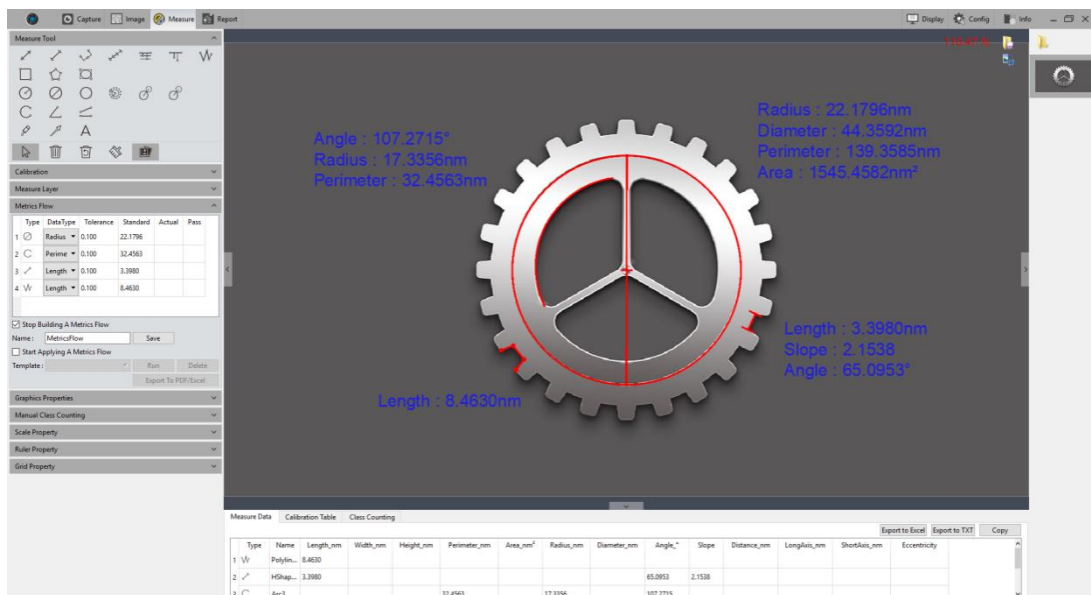 Capture Image Measure Report Display Config info
Measure Tool
Calibration
Measure Layer
Metrics Flow
Type DataType Tolerance Standard Actual Pass
1 Radius 0.100 22.1796
2 Perime 0.100 32.4563
3 Length 0.100 3.3980
4 Length 0.100 8.4630
Stop Building A Metrics Flow
Name: MetricsFlow Save
Start Applying A Metrics Flow
Template: Run Delete
Export To PDF/Excel
Graphics Properties
Manual Class Counting
Scale Property
Ruler Property
Grid Property
Angle : 107.2715°
Radius : 17.3356nm
Perimeter : 32.4563nm
Radius : 22.1796nm
Diameter : 44.3592nm
Perimeter : 139.3585nm
Area : 1545.4582nm²
Length : 3.3980nm
Slope : 2.1538
Angle : 65.0953°
Length : 8.4630nm
Measure Data Calibration Table Class Counting
Export to Excel Export to TXT Copy
Type Name Length_nm Width_nm Height_nm Perimeter_nm Area_nm² Radius_nm Diameter_nm Angle_° Slope Distance_nm LongAxis_nm ShortAxis_nm Eccentricity
1 Polylin... 8.4630
2 HShap... 3.3980 65.0953 2.1538
3 Arc3 32.4563 17.3356 107.2715